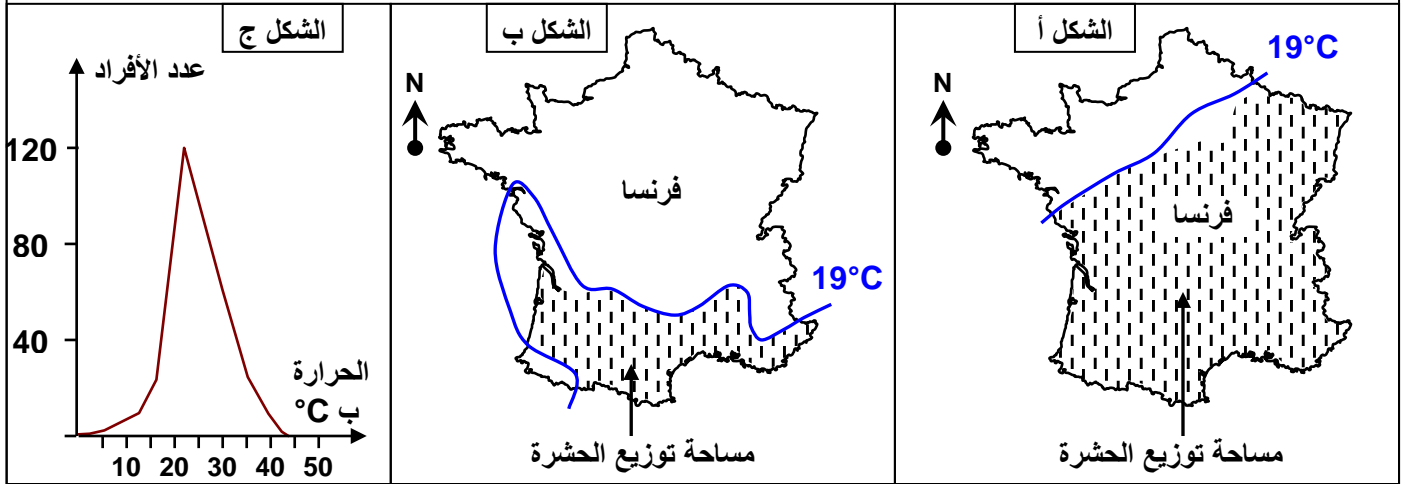 الشكل أ
19°C
N
فرنسا
مساحة توزيع الحشرة
الشكل ب
N
فرنسا
19°C
مساحة توزيع الحشرة
الشكل ج
عدد الأفراد
120
80
40
الحرارة
ب °C
10 20 30 40 50